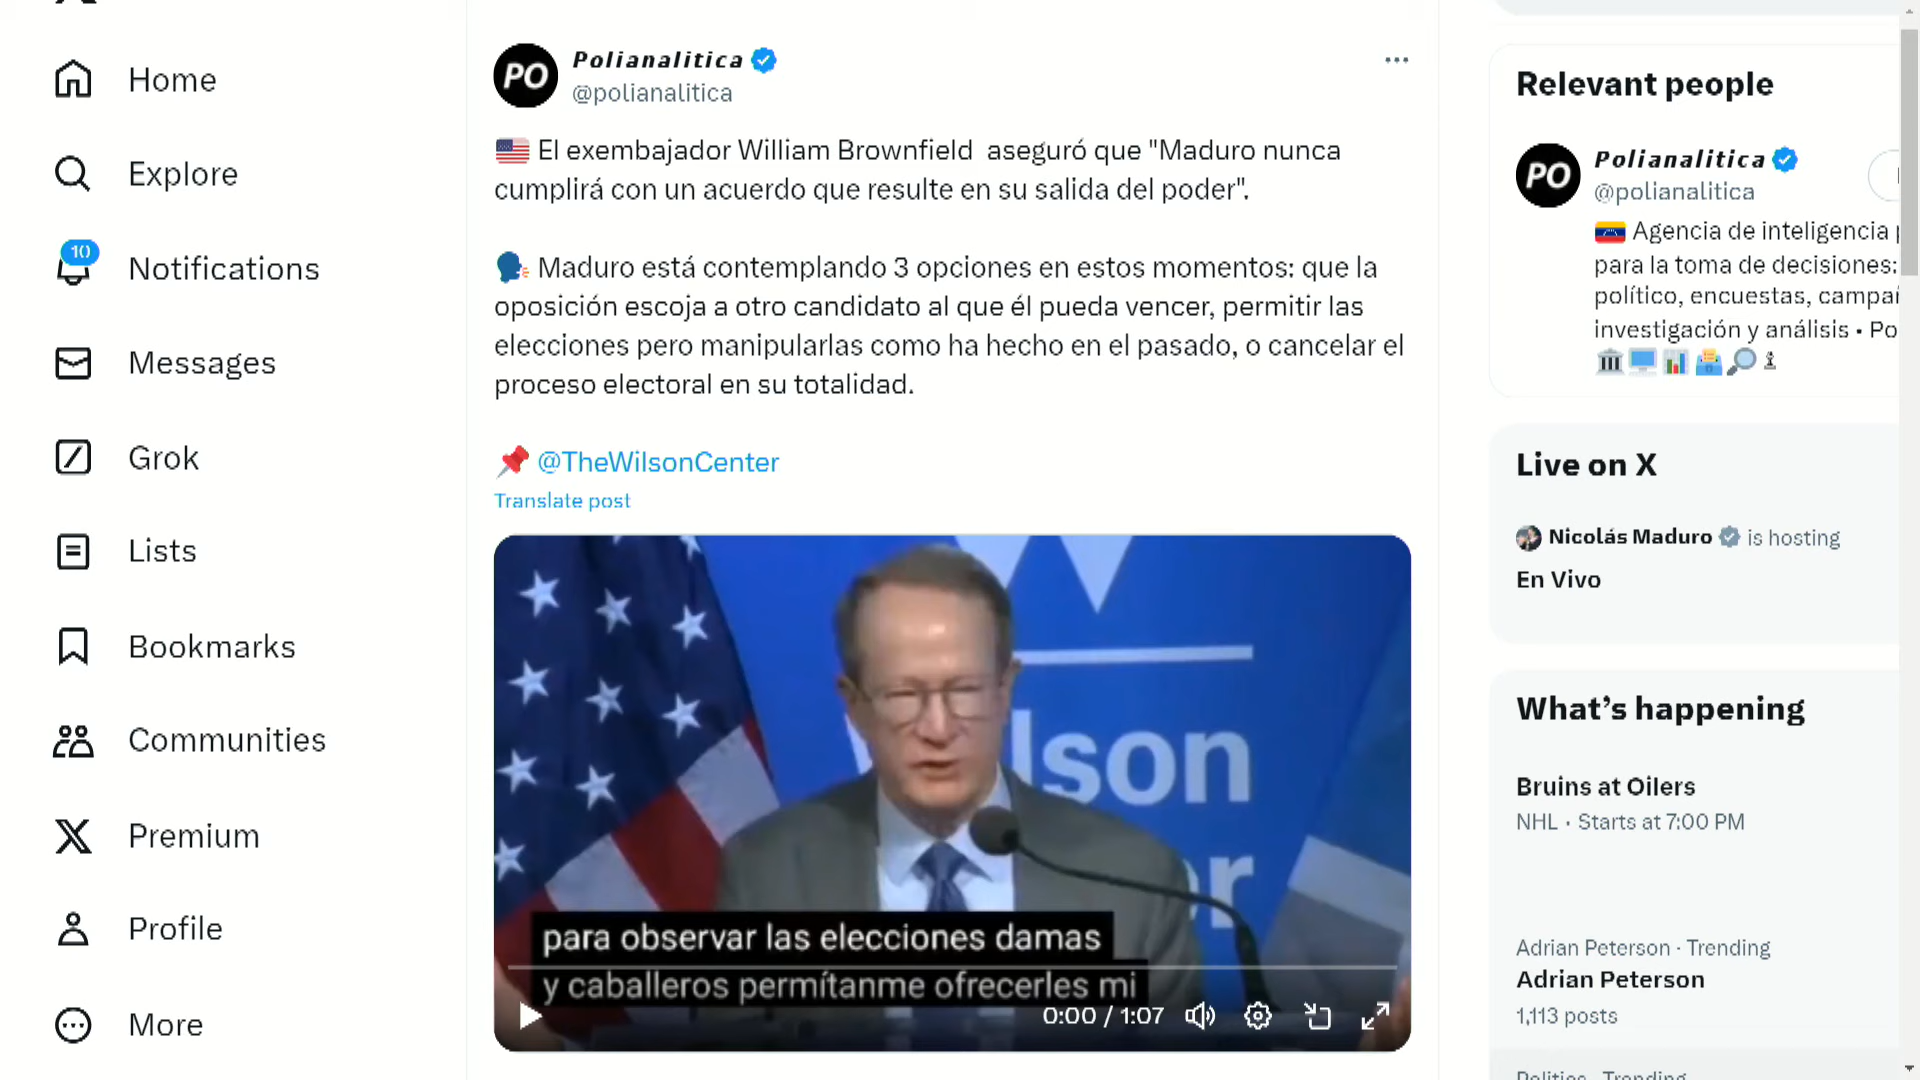 Home
Explore
10
Notifications
Messages
Grok
Lists
Bookmarks
Communities
Premium
Profile
More
PO
Polianalitica
@polianalitica
El exembajador William Brownfield aseguró que "Maduro nunca
cumplirá con un acuerdo que resulte en su salida del poder".
Maduro está contemplando 3 opciones en estos momentos: que la
oposición escoja a otro candidato al que él pueda vencer, permitir las
elecciones pero manipularlas como ha hecho en el pasado, o cancelar el
proceso electoral en su totalidad.
@TheWilsonCenter
Translate post
para observar las elecciones damas
y caballeros permítanme ofrecerles mi
0:00 / 1:07
Relevant people
PO
Polianalitica
@polianalitica
Agencia de inteligencia
para la toma de decisiones:
político, encuestas,
investigación y análisis •
Live on X
Nicolás Maduro is hosting
En Vivo
What's happening
Bruins at Oilers
NHL · Starts at 7:00 PM
Adrian Peterson · Trending
Adrian Peterson
1,113 posts
Politics · Trending